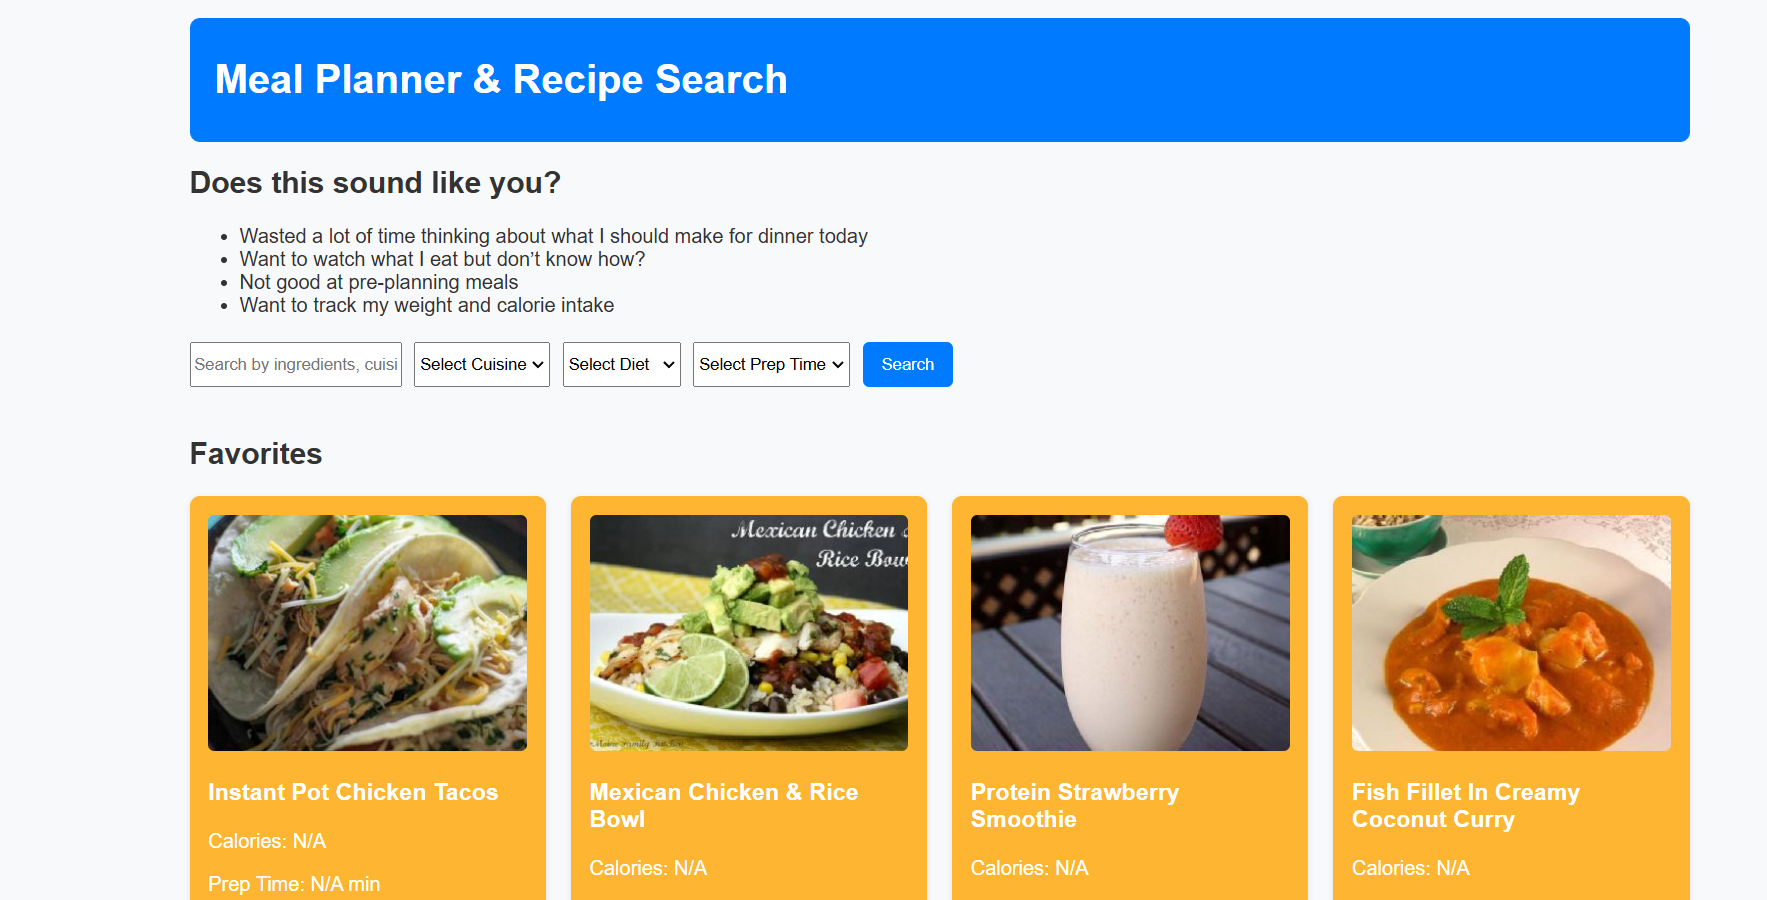 Meal Planner & Recipe Search
Does this sound like you?
• Wasted a lot of time thinking about what I should make for dinner today
• Want to watch what I eat but don’t know how?
• Not good at pre-planning meals
• Want to track my weight and calorie intake
Search by ingredients, cuisi
Select Cuisine
Select Diet
Select Prep Time
Search
Favorites
Mexican Chicken &
Rice Bow
Instant Pot Chicken Tacos
Calories: N/A
Prep Time: N/A min
Mexican Chicken & Rice
Bowl
Calories: N/A
Protein Strawberry
Smoothie
Calories: N/A
Fish Fillet In Creamy
Coconut Curry
Calories: N/A